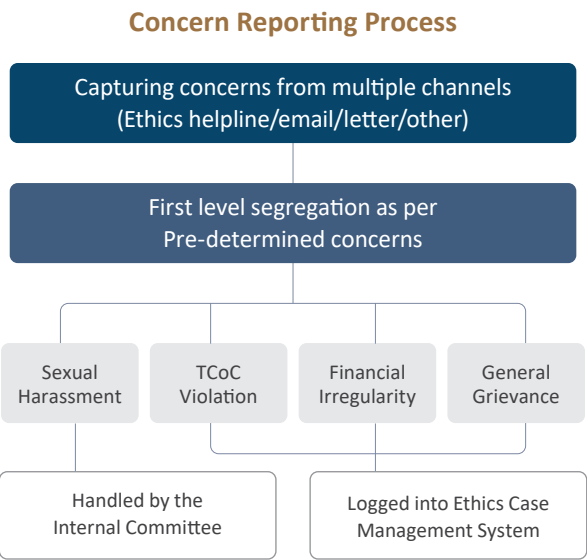 Concern Reporting Process
Capturing concerns from multiple channels
(Ethics helpline/email/letter/other)
First level segregation as per
Pre-determined concerns
Sexual
Harassment
TCoC
Violation
Financial
Irregularity
General
Grievance
Handled by the
Internal Committee
Logged into Ethics Case
Management System